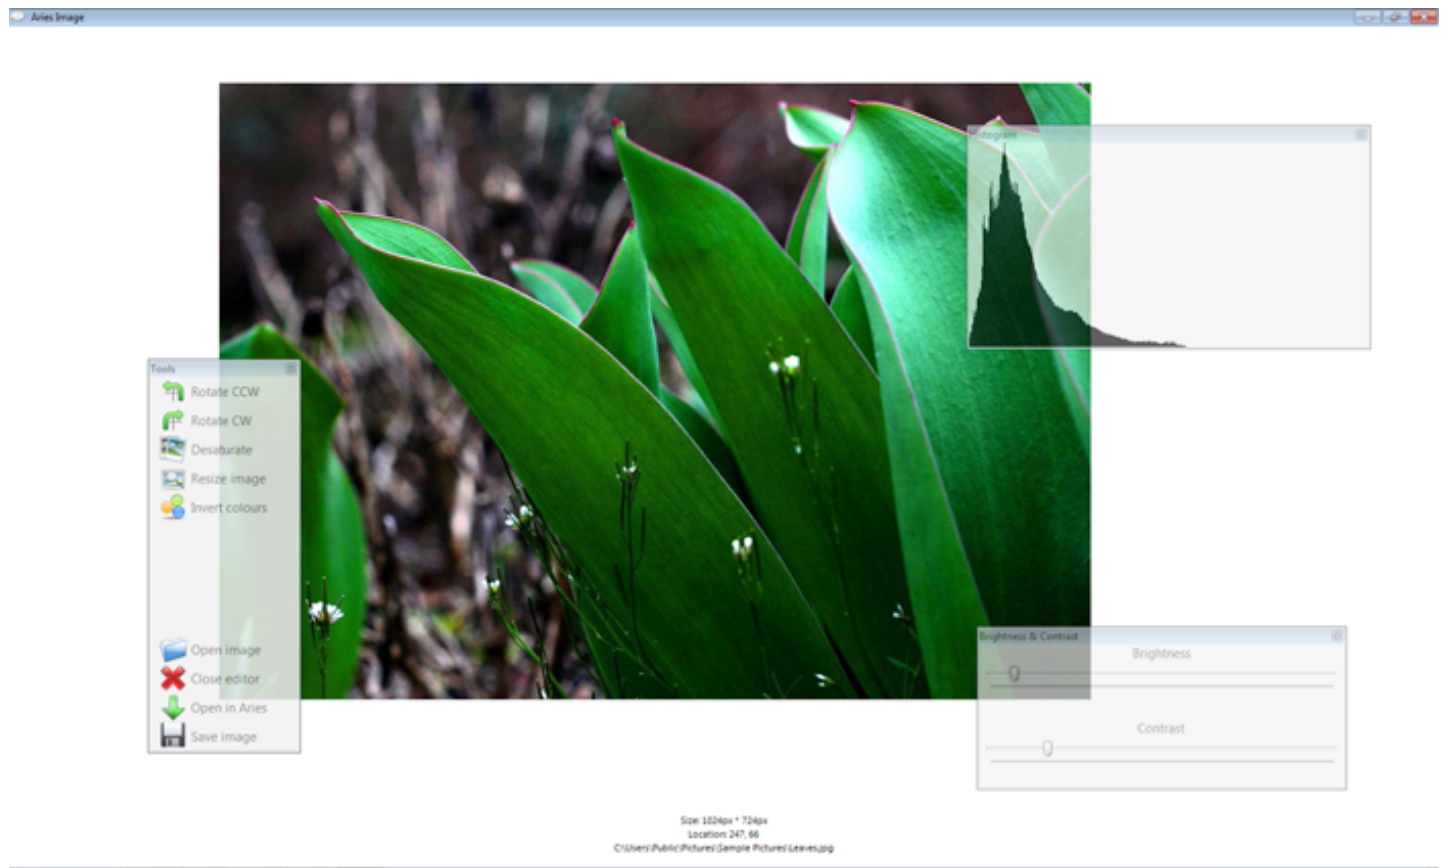 Aries Image
Histogram
Tools
Rotate CCW
Rotate CW
Desaturate
Resize image
Invert colours
Open image
Close editor
Open in Aries
Save image
Brightness & Contrast
Brightness
Contrast
Size: 1024px * 724px
Location: 247, 66
C:\Users\Public\Pictures\Sample Pictures\Leaves.jpg